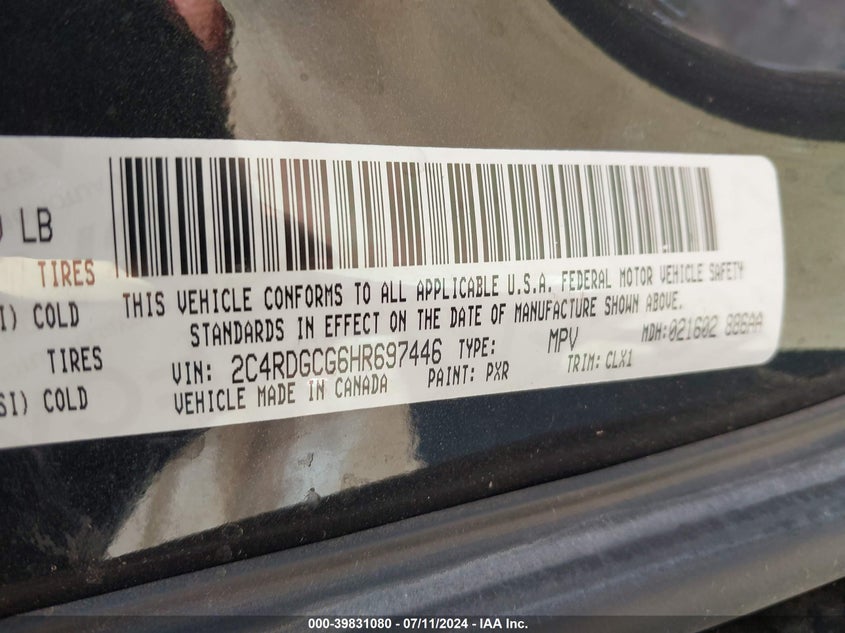 LB
TIRES
I) COLD
TIRES
SI) COLD
THIS VEHICLE CONFORMS TO ALL APPLICABLE U.S.A. FEDERAL MOTOR VEHICLE SAFETY
STANDARDS IN EFFECT ON THE DATE OF MANUFACTURE SHOWN ABOVE.
VIN: 2C4RDGCG6HR697446 TYPE: MPV MDH:021602 886AA
VEHICLE MADE IN CANADA PAINT: PXR TRIM: CLX1
000-39831080 - 07/11/2024 - IAA Inc.